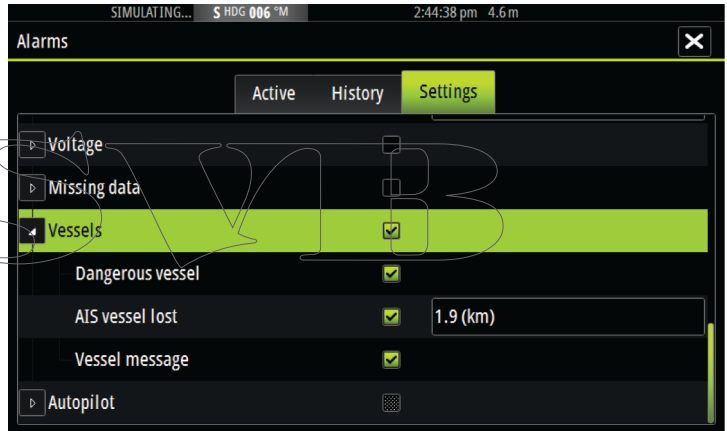 SIMULATING... S HDG 006 °M 2:44:38 pm 4.6 m
Alarms
Active History Settings
Voltage
Missing data
Vessels
Dangerous vessel
AIS vessel lost 1.9 (km)
Vessel message
Autopilot